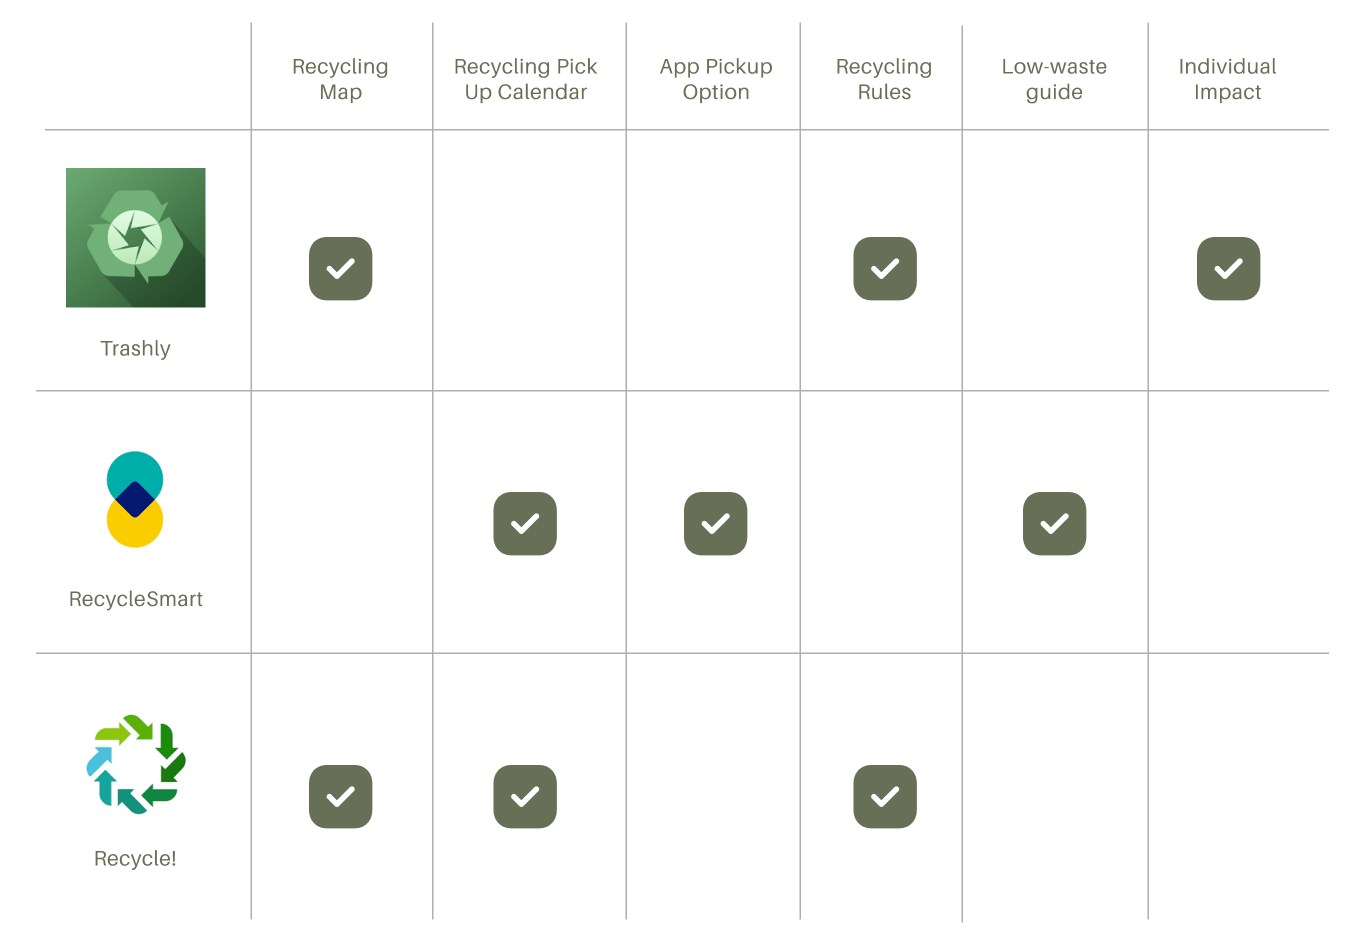 Recycling
Map
Recycling Pick
Up Calendar
App Pickup
Option
Recycling
Rules
Low-waste
guide
Individual
Impact
Trashly
RecycleSmart
Recycle!